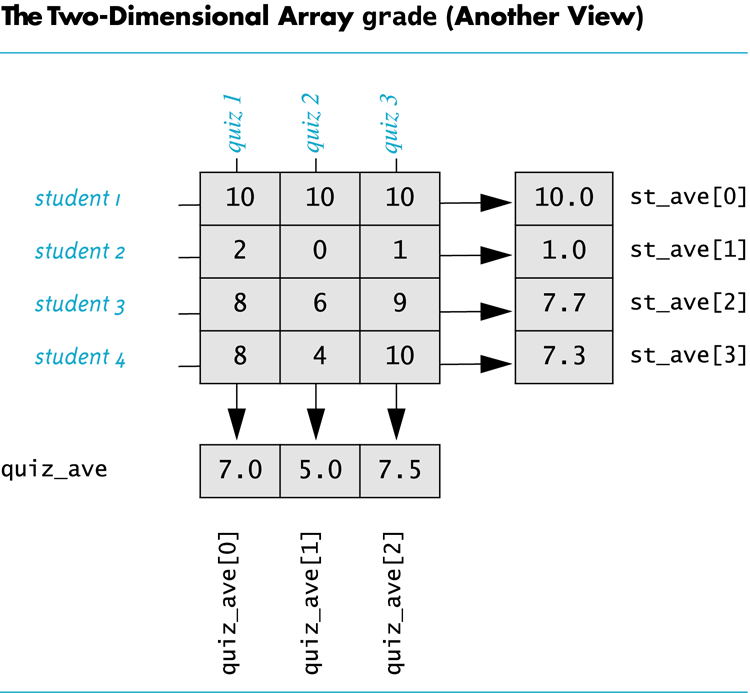 The Two-Dimensional Array grade (Another View)
quiz 1 quiz 2 quiz 3
student 1 10 10 10 10.0 st_ave[0]
student 2 2 0 1 1.0 st_ave[1]
student 3 8 6 9 7.7 st_ave[2]
student 4 8 4 10 7.3 st_ave[3]
quiz_ave 7.0 5.0 7.5
quiz_ave[0] quiz_ave[1] quiz_ave[2]